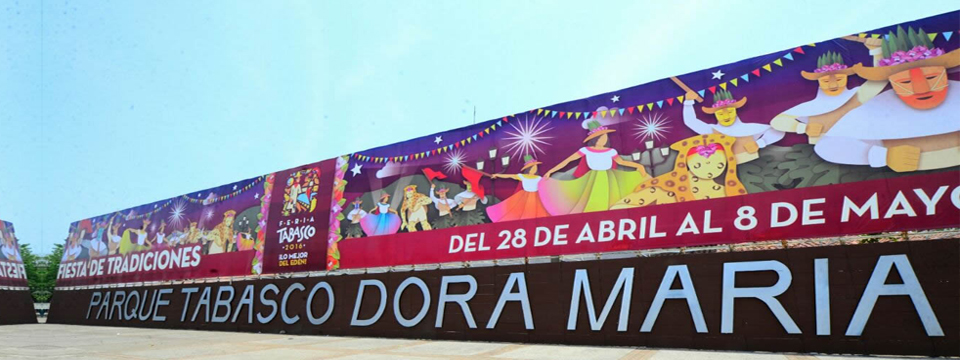 FIESTA
FIESTA DE TRADICIONES
FERIA
TABASCO
2016
¡LO MEJOR
DEL EDÉN!
DEL 28 DE ABRIL AL 8 DE MAYO
PARQUE TABASCO DORA MARIA